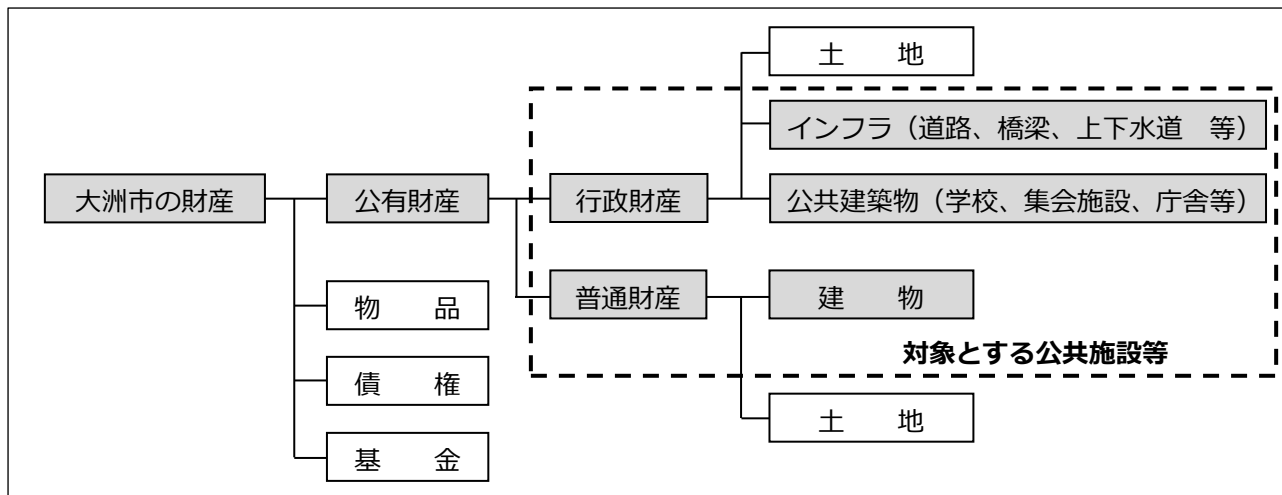 土　　地
インフラ（道路、橋梁、上下水道　等）
大洲市の財産
公有財産
行政財産
公共建築物（学校、集会施設、庁舎等）
物　　品
普通財産
建　　物
対象とする公共施設等
債　　権
土　　地
基　　金